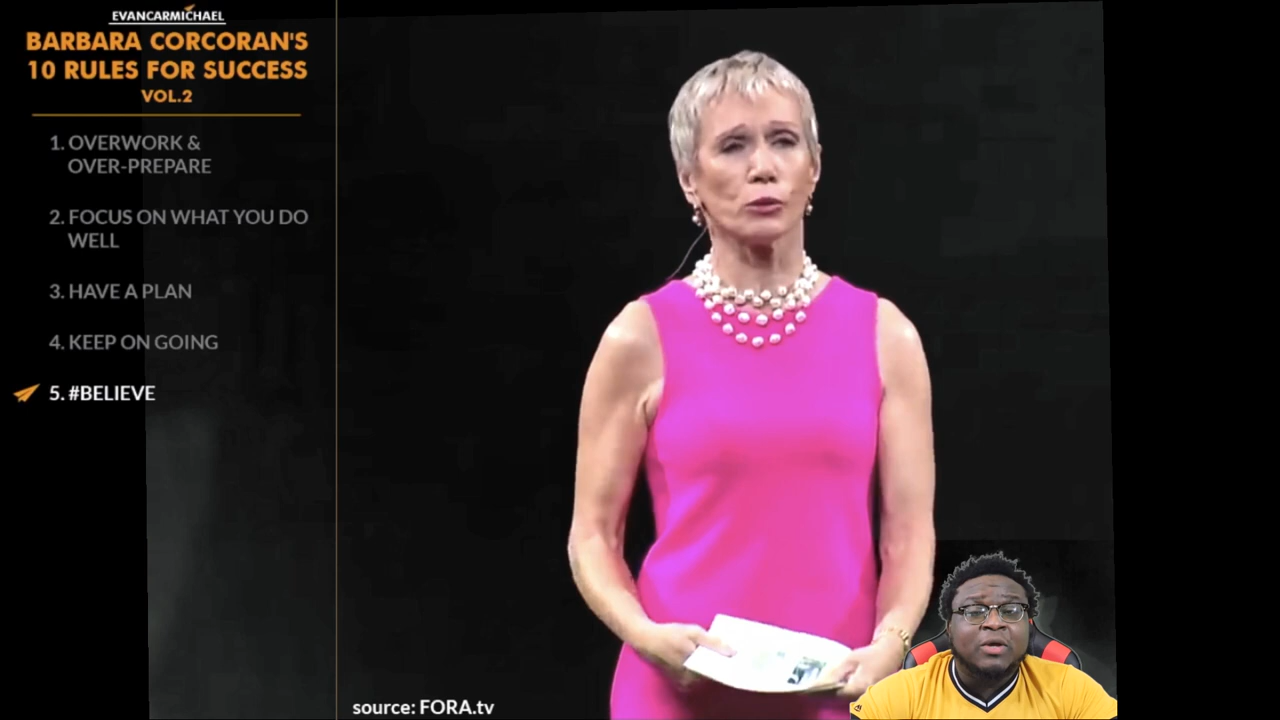 EVANCARMICHAEL
BARBARA CORCORAN'S
10 RULES FOR SUCCESS
VOL.2
1. OVERWORK &
OVER-PREPARE
2. FOCUS ON WHAT YOU DO
WELL
3. HAVE A PLAN
4. KEEP ON GOING
5. #BELIEVE
source: FORA.tv